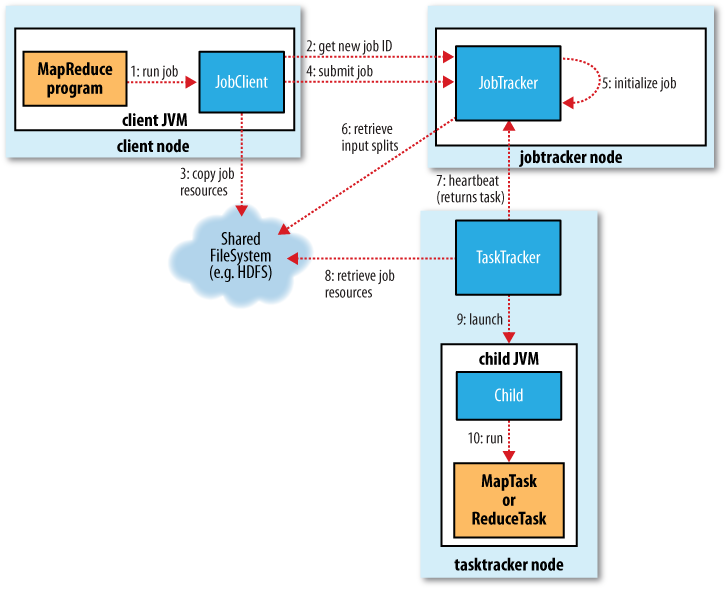 MapReduce
program
1: run job
JobClient
client JVM
client node
2: get new job ID
4: submit job
JobTracker
5: initialize job
jobtracker node
3: copy job
resources
6: retrieve
input splits
7: heartbeat
(returns task)
Shared
FileSystem
(e.g. HDFS)
8: retrieve job
resources
TaskTracker
9: launch
child JVM
Child
10: run
MapTask
or
ReduceTask
tasktracker node